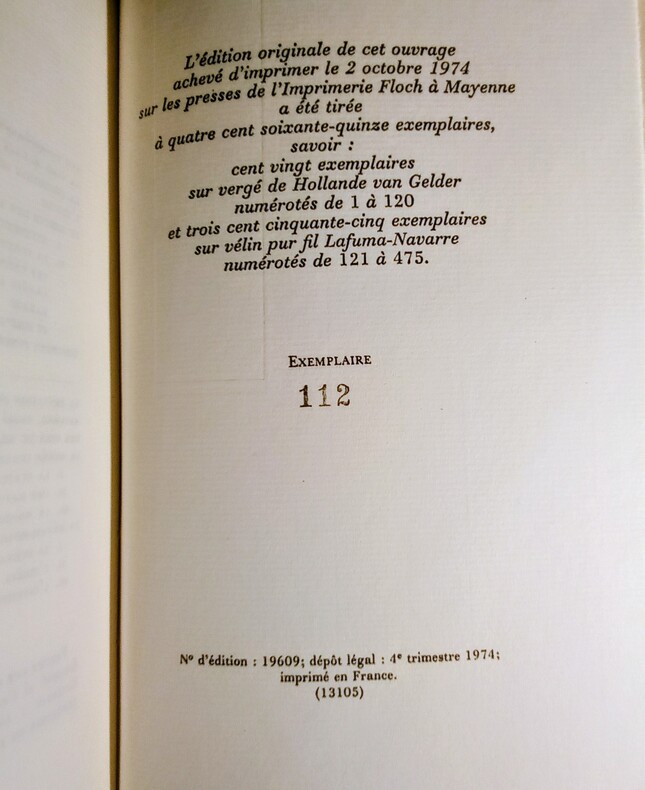 L'édition originale de cet ouvrage
achevé d'imprimer le 2 octobre 1974
sur les presses de l'Imprimerie Floch à Mayenne
a été tirée
à quatre cent soixante-quinze exemplaires,
savoir :
cent vingt exemplaires
sur vergé de Hollande van Gelder
numérotés de 1 à 120
et trois cent cinquante-cinq exemplaires
sur vélin pur fil Lafuma-Navarre
numérotés de 121 à 475.
EXEMPLAIRE
112
Nº d'édition : 19609; dépôt légal : 4e trimestre 1974;
imprimé en France.
(13105)